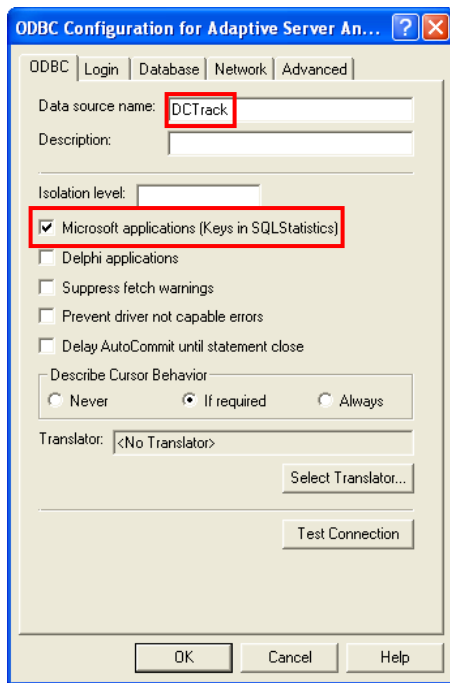 ODBC Configuration for Adaptive Server An...
ODBC Login Database Network Advanced
Data source name: DCTrack
Description:
Isolation level:
Microsoft applications (Keys in SQLStatistics)
Delphi applications
Suppress fetch warnings
Prevent driver not capable errors
Delay AutoCommit until statement close
Describe Cursor Behavior
Never If required Always
Translator: <No Translator>
Select Translator...
Test Connection
OK Cancel Help